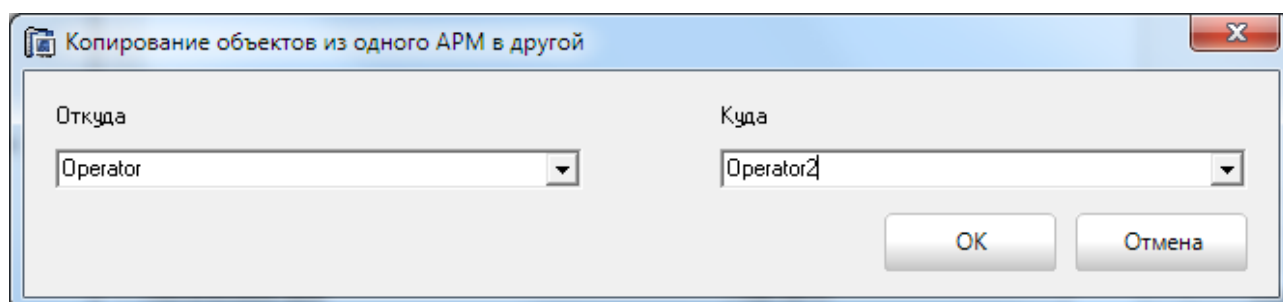 Копирование объектов из одного АРМ в другой
Откуда
Куда
Operator
Operator2
OK
Отмена